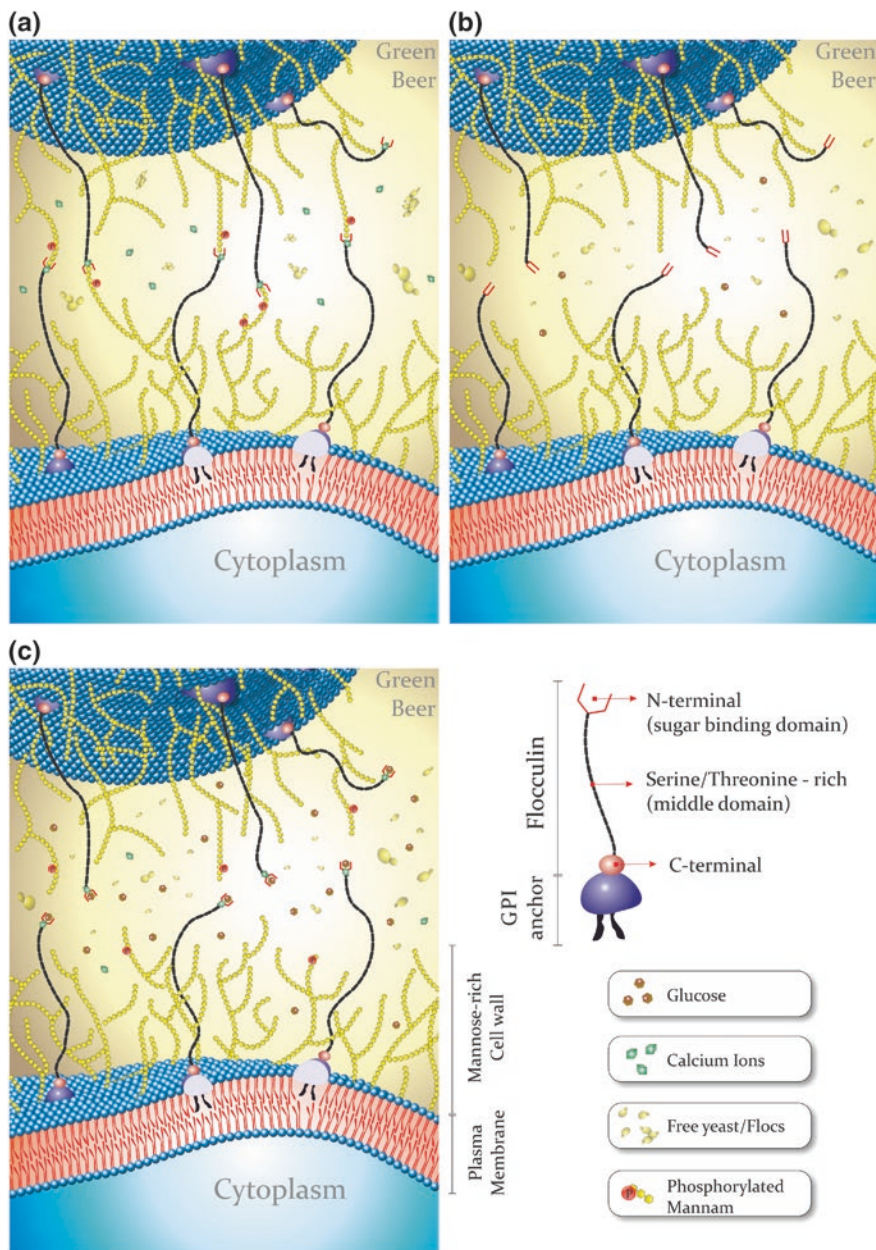 (a)
Green
Beer
Cytoplasm
(b)
Green
Beer
Cytoplasm
(c)
Green
Beer
Cytoplasm
Mannose-rich
Cell wall
Plasma
Membrane
Flocculin
GPI
anchor
N-terminal
(sugar binding domain)
Serine/Threonine - rich
(middle domain)
C-terminal
Glucose
Calcium Ions
Free yeast/Flocs
P
Phosphorylated
Mannam